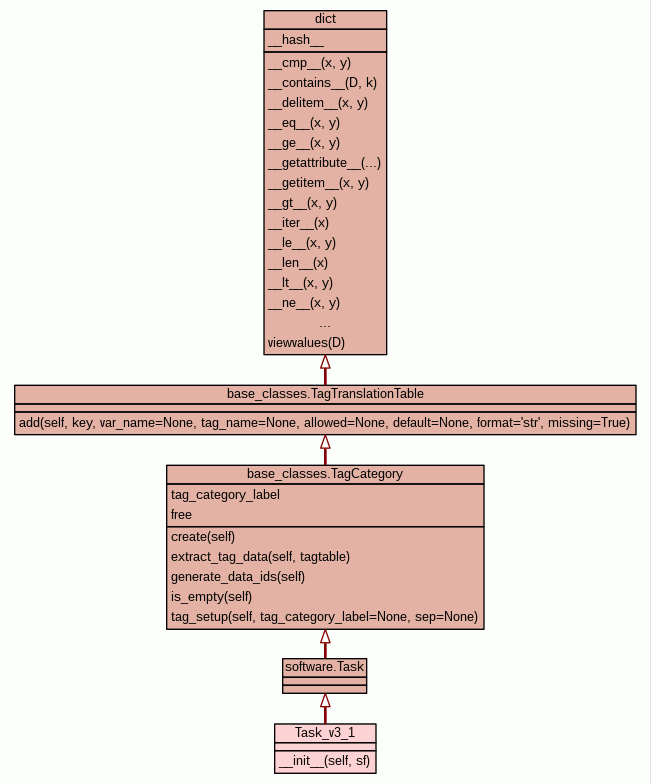 dict
__hash__
__cmp__(x, y)
__contains__(D, k)
__delitem__(x, y)
__eq__(x, y)
__ge__(x, y)
__getattribute__(...)
__getitem__(x, y)
__gt__(x, y)
__iter__(x)
__le__(x, y)
__len__(x)
__lt__(x, y)
__ne__(x, y)
...
viewvalues(D)
base_classes.TagTranslationTable
add(self, key, var_name=None, tag_name=None, allowed=None, default=None, format='str', missing=True)
base_classes.TagCategory
tag_category_label
free
create(self)
extract_tag_data(self, tagtable)
generate_data_ids(self)
is_empty(self)
tag_setup(self, tag_category_label=None, sep=None)
software.Task
Task_v3_1
__init__(self, sf)